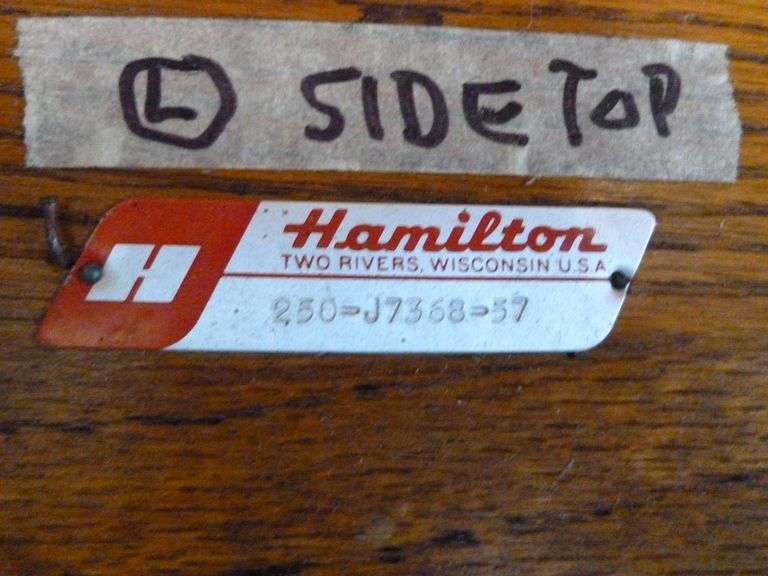 Ⓛ SIDE TOP
H
Hamilton
TWO RIVERS, WISCONSIN U.S.A
250=J7368=57